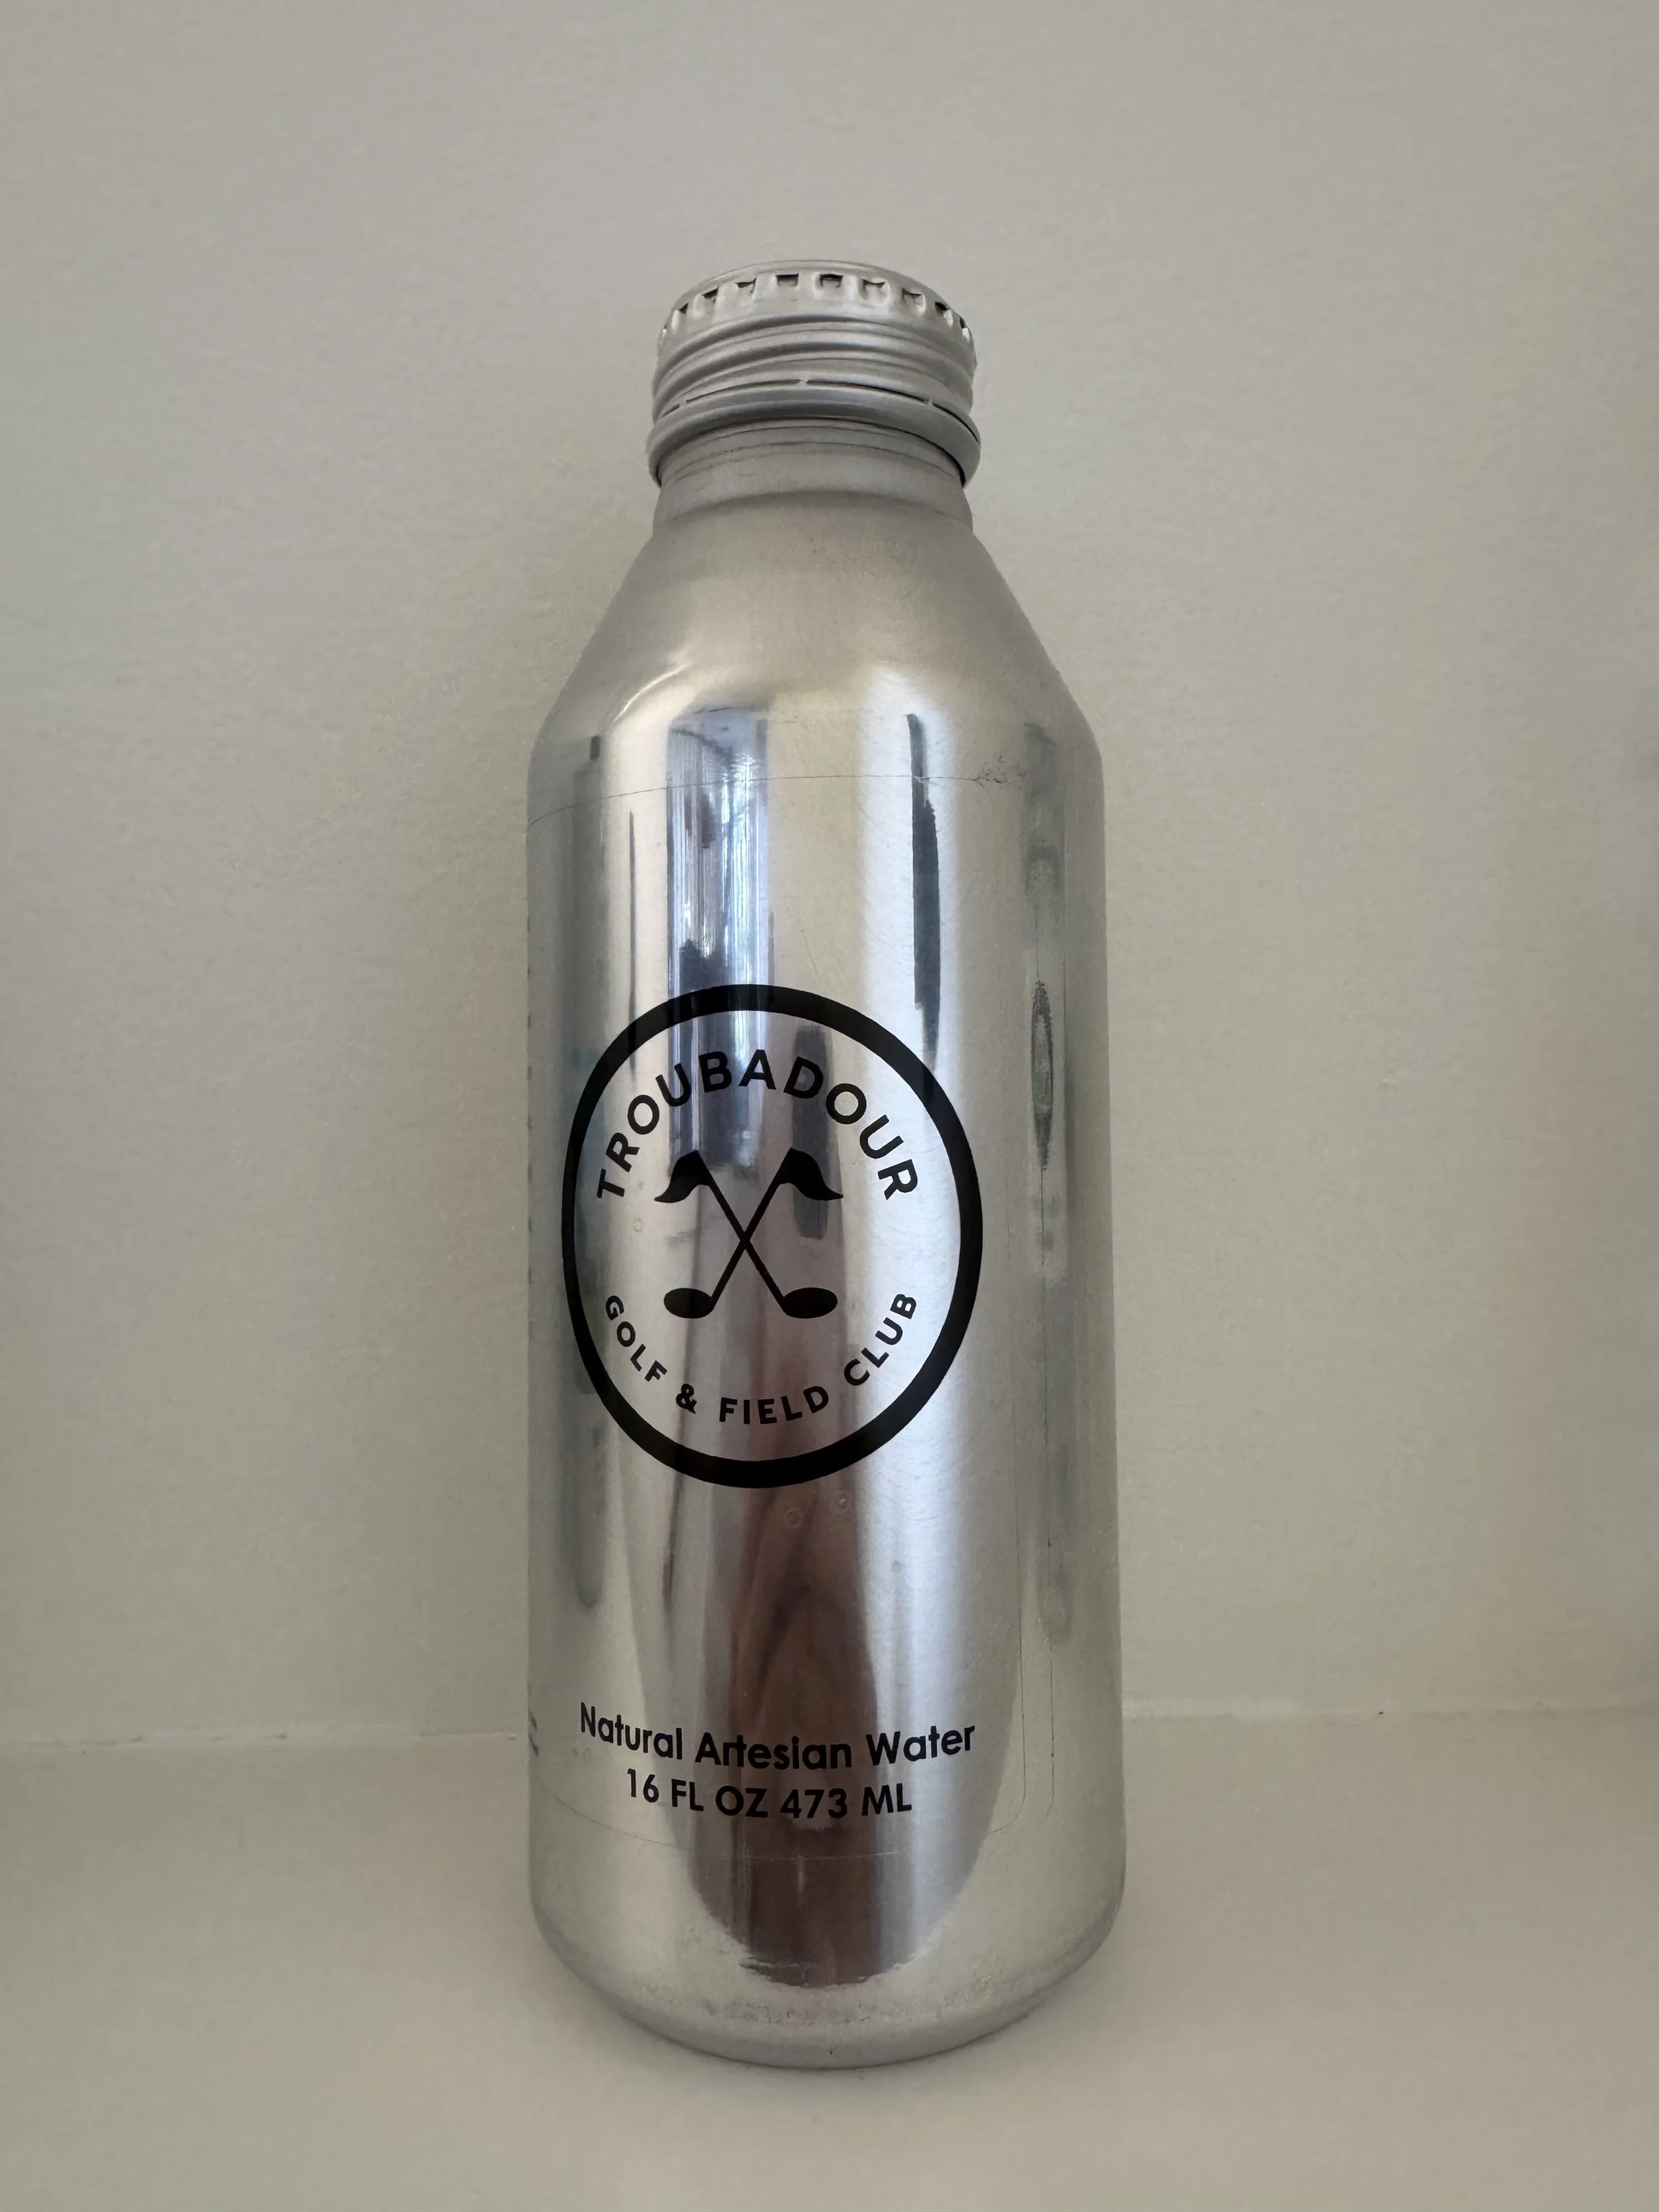 TROUBADOUR
GOLF & FIELD CLUB
Natural Artesian Water
16 FL OZ 473 ML